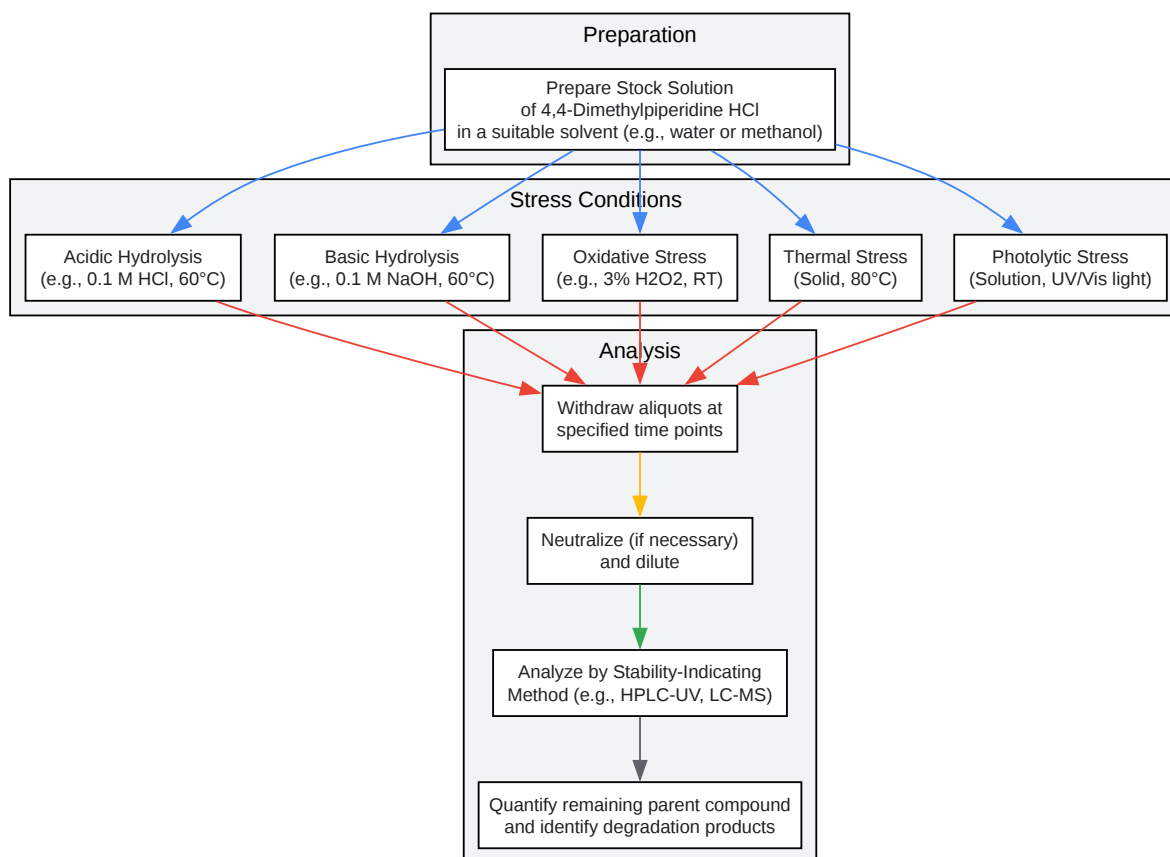 Preparation
Prepare Stock Solution
of 4,4-Dimethylpiperidine HCl
in a suitable solvent (e.g., water or methanol)
Stress Conditions
Acidic Hydrolysis
(e.g., 0.1 M HCl, 60°C)
Basic Hydrolysis
(e.g., 0.1 M NaOH, 60°C)
Oxidative Stress
(e.g., 3% H2O2, RT)
Thermal Stress
(Solid, 80°C)
Photolytic Stress
(Solution, UV/Vis light)
Analysis
Withdraw aliquots at
specified time points
Neutralize (if necessary)
and dilute
Analyze by Stability-Indicating
Method (e.g., HPLC-UV, LC-MS)
Quantify remaining parent compound
and identify degradation products